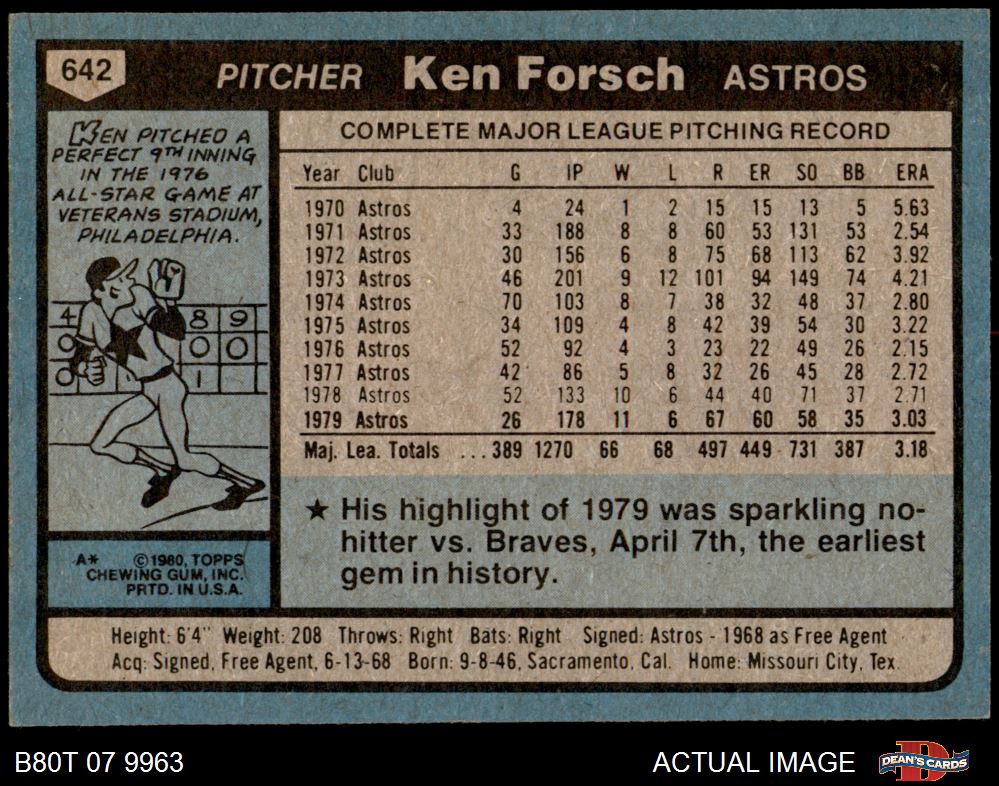 642 PITCHER Ken Forsch ASTROS
KEN PITCHED A
PERFECT 9TH INNING
IN THE 1976
ALL-STAR GAME AT
VETERANS STADIUM,
PHILADELPHIA.
4 8 9
0 0 0
0 1
A* ©1980, TOPPS
CHEWING GUM, INC.
PRTD. IN U.S.A.
COMPLETE MAJOR LEAGUE PITCHING RECORD
Year Club G IP W L R ER SO BB ERA
1970 Astros 4 24 1 2 15 15 13 5 5.63
1971 Astros 33 188 8 8 60 53 131 53 2.54
1972 Astros 30 156 6 8 75 68 113 62 3.92
1973 Astros 46 201 9 12 101 94 149 74 4.21
1974 Astros 70 103 8 7 38 32 48 37 2.80
1975 Astros 34 109 4 8 42 39 54 30 3.22
1976 Astros 52 92 4 3 23 22 49 26 2.15
1977 Astros 42 86 5 8 32 26 45 28 2.72
1978 Astros 52 133 10 6 44 40 71 37 2.71
1979 Astros 26 178 11 6 67 60 58 35 3.03
Maj. Lea. Totals ...389 1270 66 68 497 449 731 387 3.18
★ His highlight of 1979 was sparkling no-
hitter vs. Braves, April 7th, the earliest
gem in history.
Height: 6'4" Weight: 208 Throws: Right Bats: Right Signed: Astros - 1968 as Free Agent
Acq: Signed, Free Agent, 6-13-68 Born: 9-8-46, Sacramento, Cal. Home: Missouri City, Tex.
B80T 07 9963 ACTUAL IMAGE D DEAN'S CARDS